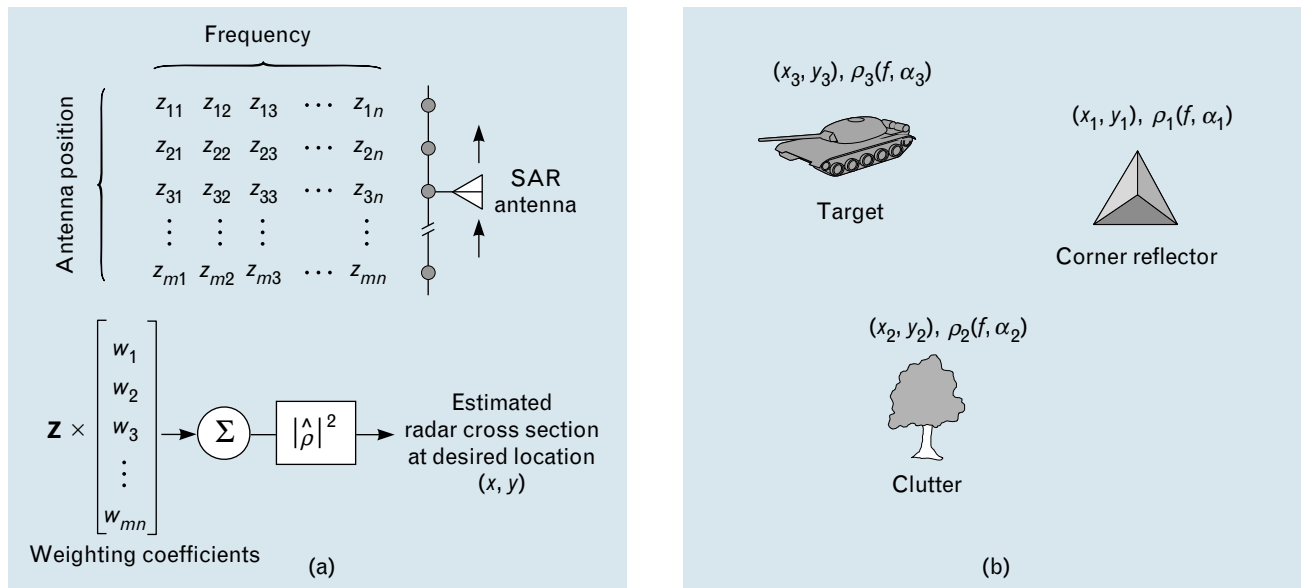 Frequency
Antenna position
z11 z12 z13 ··· z1n
z21 z22 z23 ··· z2n
z31 z32 z33 ··· z3n
⋮ ⋮ ⋮ ⋮
zm1 zm2 zm3 ··· zmn
SAR
antenna
z ×
w1
w2
w3
⋮
wmn
Σ
|ρ̂|²
Estimated
radar cross section
at desired location
(x, y)
Weighting coefficients
(a)
(x3, y3), ρ3(f, α3)
Target
(x1, y1), ρ1(f, α1)
Corner reflector
(x2, y2), ρ2(f, α2)
Clutter
(b)